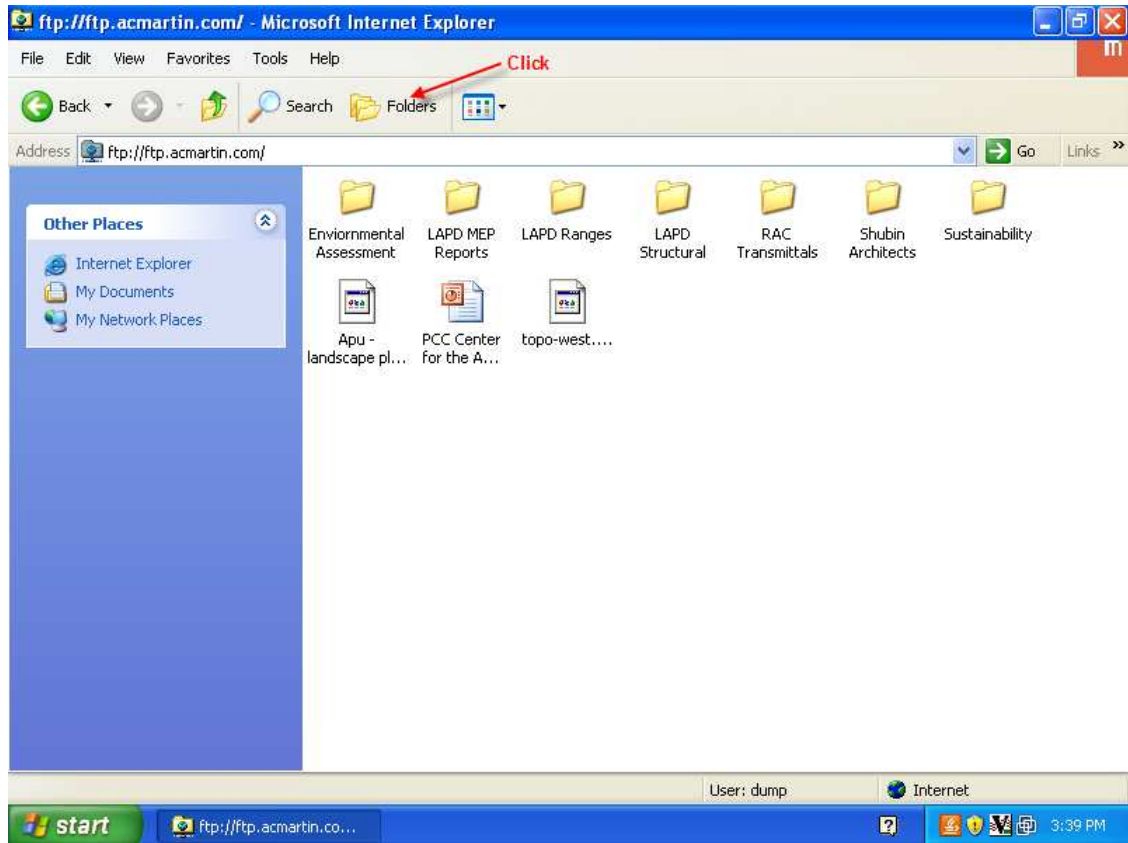 ftp://ftp.acmartin.com/ - Microsoft Internet Explorer
File Edit View Favorites Tools Help
Click
m
Back Search Folders
Address ftp://ftp.acmartin.com/ Go Links »
Other Places
Internet Explorer
My Documents
My Network Places
Enviornmental
Assessment
LAPD MEP
Reports
LAPD Ranges
LAPD
Structural
RAC
Transmittals
Shubin
Architects
Sustainability
Apu -
landscape pl...
PCC Center
for the A...
topo-west....
User: dump Internet
start ftp://ftp.acmartin.co... 3:39 PM